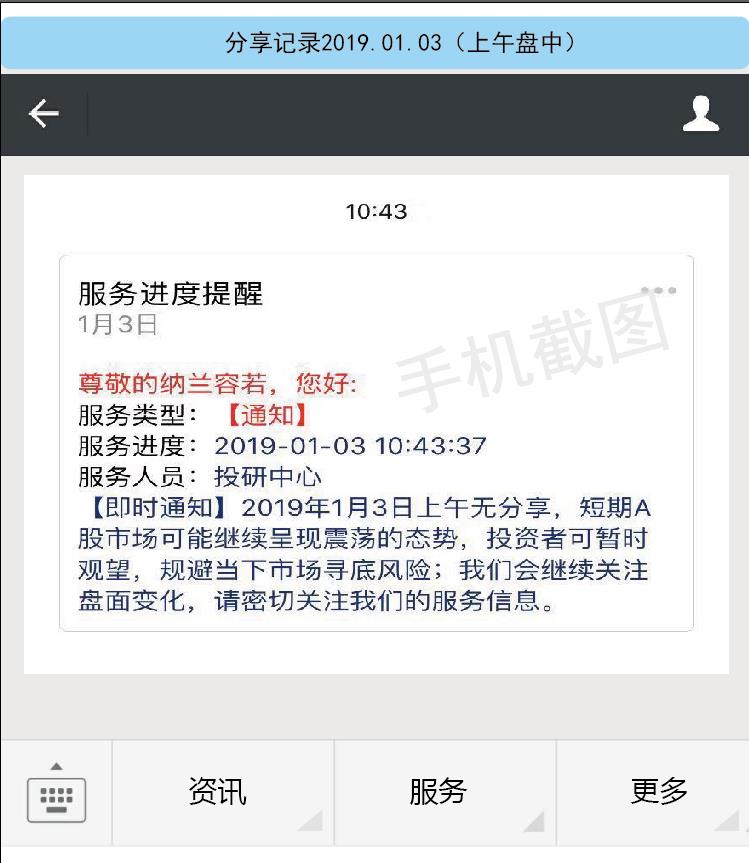 分享记录2019.01.03（上午盘中）
10:43
服务进度提醒
1月3日
手机截图
尊敬的纳兰容若，您好:
服务类型：【通知】
服务进度：2019-01-03 10:43:37
服务人员：投研中心
【即时通知】2019年1月3日上午无分享，短期A
股市场可能继续呈现震荡的态势，投资者可暂时
观望，规避当下市场寻底风险；我们会继续关注
盘面变化，请密切关注我们的服务信息。
资讯
服务
更多